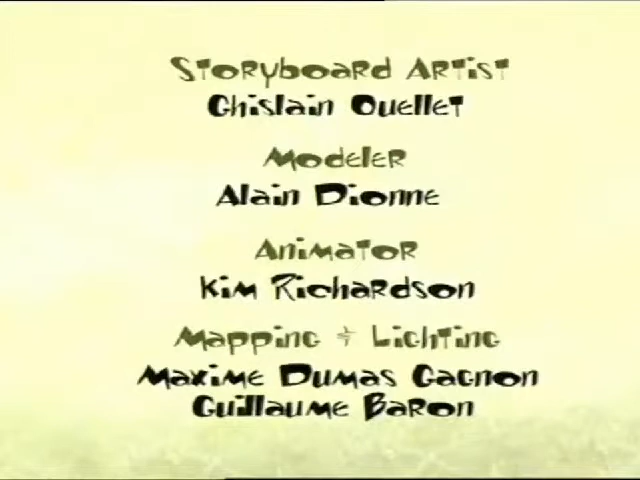 Storyboard Artist
Ghislain Ouellet
Modeler
Alain Dionne
Animator
Kim Richardson
Mapping + Lighting
Maxime Dumas Gagnon
Guillaume Baron